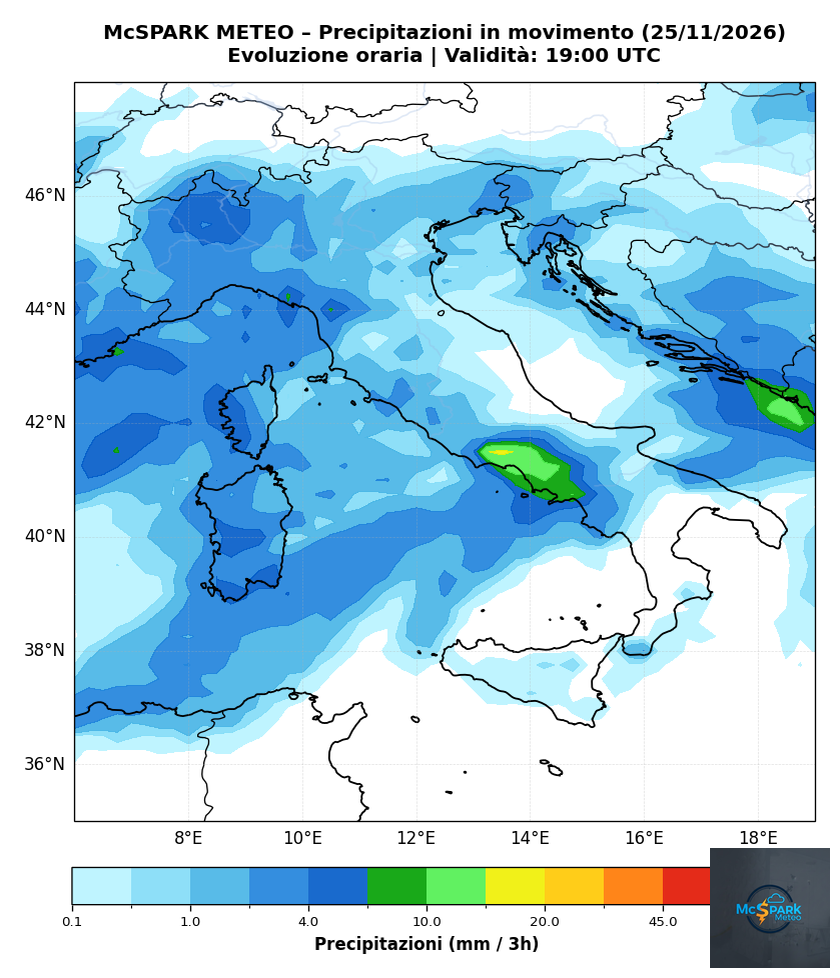 McSPARK METEO – Precipitazioni in movimento (25/11/2026)
Evoluzione oraria | Validità: 19:00 UTC
46°N
44°N
42°N
40°N
38°N
36°N
8°E 10°E 12°E 14°E 16°E 18°E
0.1 1.0 4.0 10.0 20.0 45.0
Precipitazioni (mm / 3h)
McSPARK
Meteo